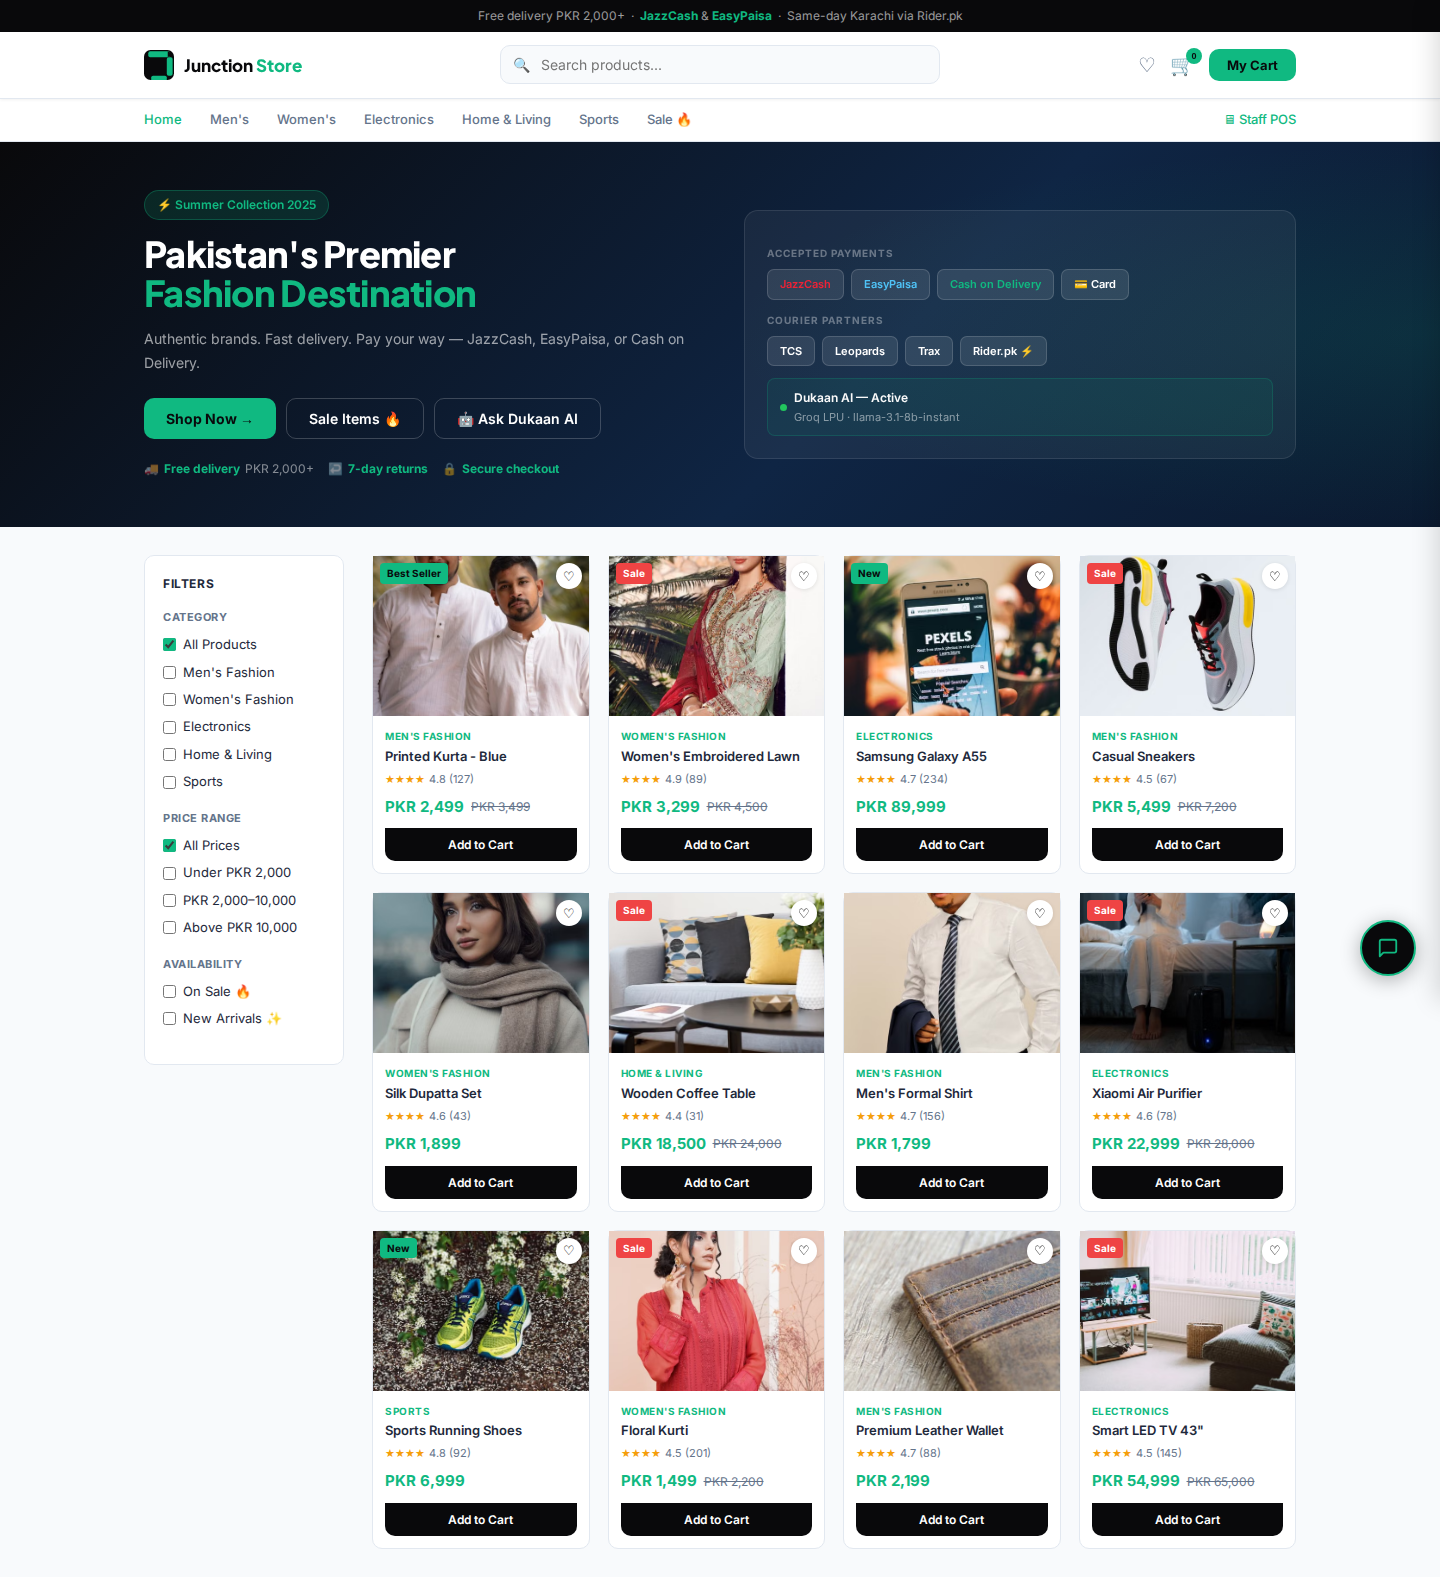 Free delivery PKR 2,000+ · JazzCash & EasyPaisa · Same-day Karachi via Rider.pk
Junction Store
Search products...
0
My Cart
Home
Men's
Women's
Electronics
Home & Living
Sports
Sale 🔥
Staff POS
⚡ Summer Collection 2025
Pakistan's Premier
Fashion Destination
Authentic brands. Fast delivery. Pay your way — JazzCash, EasyPaisa, or Cash on
Delivery.
Shop Now →
Sale Items 🔥
🤖 Ask Dukaan AI
🚚 Free delivery PKR 2,000+
7-day returns
🔒 Secure checkout
ACCEPTED PAYMENTS
JazzCash
EasyPaisa
Cash on Delivery
💳 Card
COURIER PARTNERS
TCS
Leopards
Trax
Rider.pk ⚡
Dukaan AI — Active
Groq LPU · llama-3.1-8b-instant
FILTERS
CATEGORY
All Products
Men's Fashion
Women's Fashion
Electronics
Home & Living
Sports
PRICE RANGE
All Prices
Under PKR 2,000
PKR 2,000–10,000
Above PKR 10,000
AVAILABILITY
On Sale 🔥
New Arrivals ✨
Best Seller
MEN'S FASHION
Printed Kurta - Blue
★★★★ 4.8 (127)
PKR 2,499 PKR 3,499
Add to Cart
Sale
WOMEN'S FASHION
Women's Embroidered Lawn
★★★★ 4.9 (89)
PKR 3,299 PKR 4,500
Add to Cart
New
PEXELS
ELECTRONICS
Samsung Galaxy A55
★★★★ 4.7 (234)
PKR 89,999
Add to Cart
Sale
MEN'S FASHION
Casual Sneakers
★★★★ 4.5 (67)
PKR 5,499 PKR 7,200
Add to Cart
WOMEN'S FASHION
Silk Dupatta Set
★★★★ 4.6 (43)
PKR 1,899
Add to Cart
Sale
HOME & LIVING
Wooden Coffee Table
★★★★ 4.4 (31)
PKR 18,500 PKR 24,000
Add to Cart
MEN'S FASHION
Men's Formal Shirt
★★★★ 4.7 (156)
PKR 1,799
Add to Cart
Sale
ELECTRONICS
Xiaomi Air Purifier
★★★★ 4.6 (78)
PKR 22,999 PKR 28,000
Add to Cart
New
SPORTS
Sports Running Shoes
★★★★ 4.8 (92)
PKR 6,999
Add to Cart
Sale
WOMEN'S FASHION
Floral Kurti
★★★★ 4.5 (201)
PKR 1,499 PKR 2,200
Add to Cart
MEN'S FASHION
Premium Leather Wallet
★★★★ 4.7 (88)
PKR 2,199
Add to Cart
Sale
ELECTRONICS
Smart LED TV 43"
★★★★ 4.5 (145)
PKR 54,999 PKR 65,000
Add to Cart